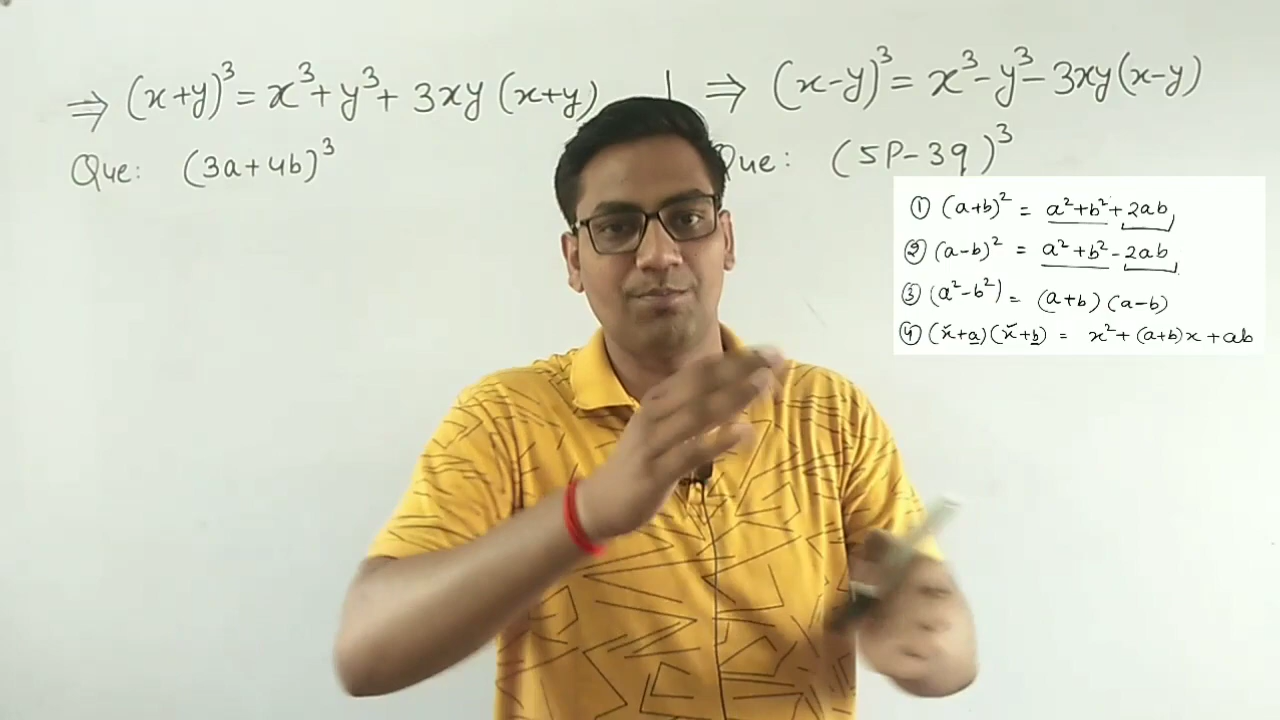 ⇒ (x+y)³ = x³+y³+ 3xy (x+y)
Que: (3a+4b)³
⇒ (x-y)³ = x³-y³- 3xy(x-y)
Que: (5P-3q)³
① (a+b)² = a²+b²+2ab
② (a-b)² = a²+b²-2ab
③ (a²-b²) = (a+b) (a-b)
④ (x+a)(x+b) = x²+(a+b)x+ab